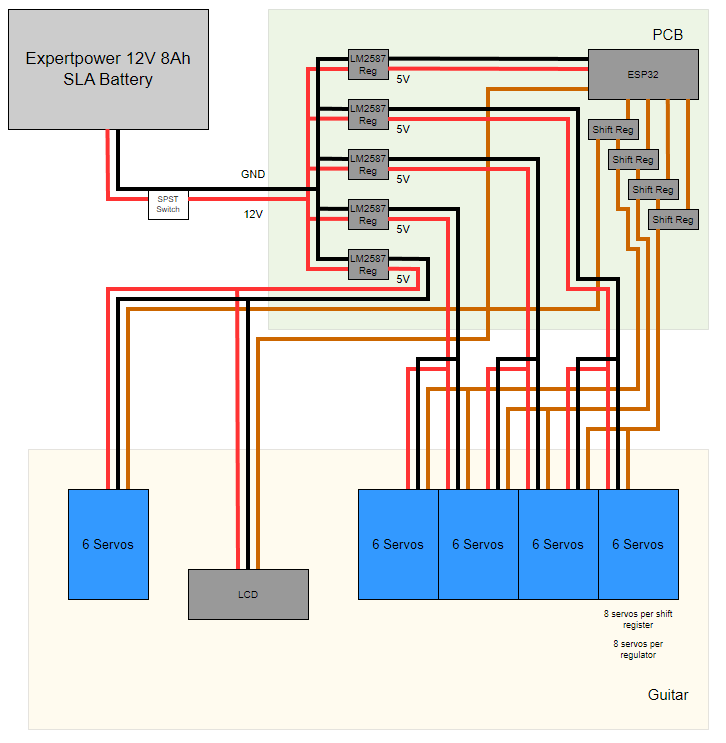 Expertpower 12V 8Ah
SLA Battery
PCB
LM2587
Reg
5V
ESP32
LM2587
Reg
5V
Shift Reg
LM2587
Reg
5V
Shift Reg
GND
SPST
Switch
12V
LM2587
Reg
5V
Shift Reg
Shift Reg
LM2587
Reg
5V
6 Servos
LCD
6 Servos
6 Servos
6 Servos
6 Servos
8 servos per shift
register
8 servos per
regulator
Guitar